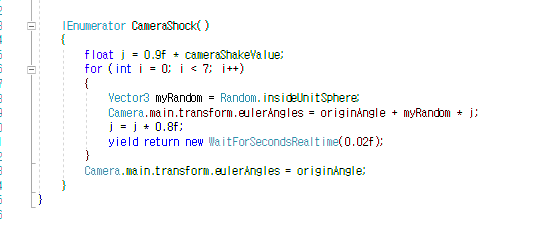 IEnumerator CameraShock()
{
float j = 0.9f * cameraShakeValue;
for (int i = 0; i < 7; i++)
{
Vector3 myRandom = Random.insideUnitSphere;
Camera.main.transform.eulerAngles = originAngle + myRandom * j;
j = j * 0.8f;
yield return new WaitForSecondsRealtime(0.02f);
}
Camera.main.transform.eulerAngles = originAngle;
}
}